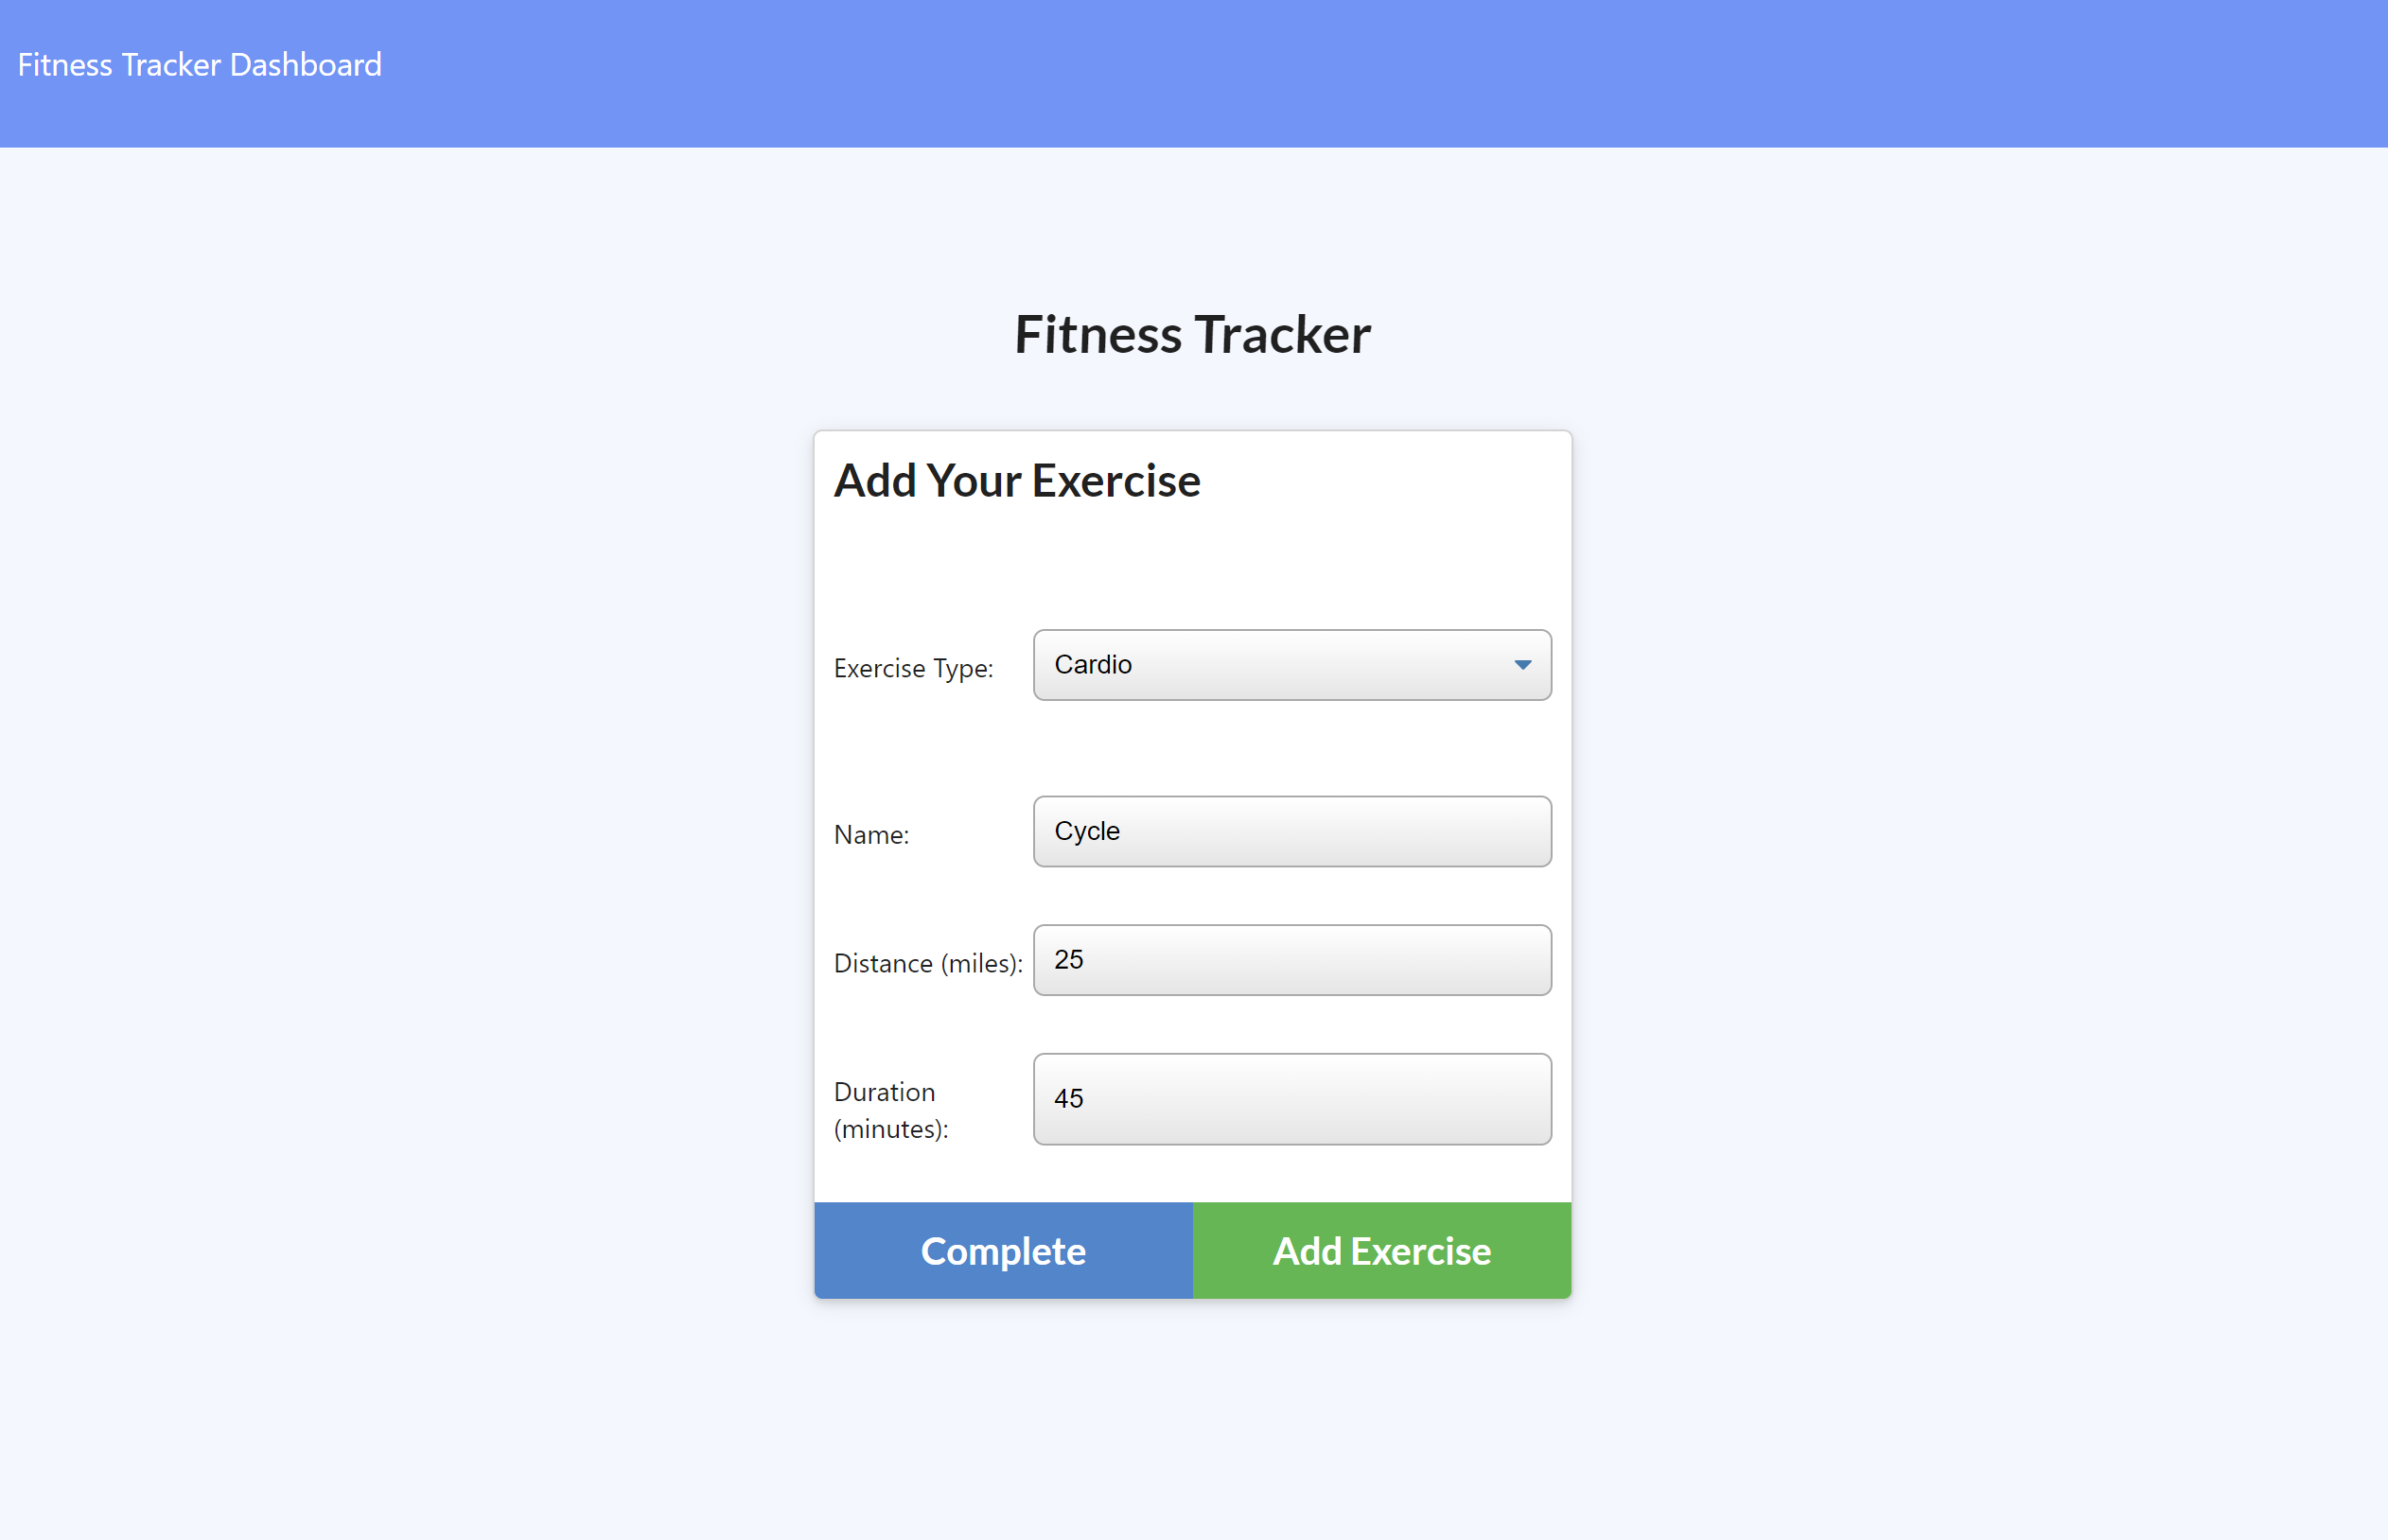 Fitness Tracker Dashboard
Fitness Tracker
Add Your Exercise
Exercise Type: Cardio
Name: Cycle
Distance (miles): 25
Duration
(minutes): 45
Complete Add Exercise